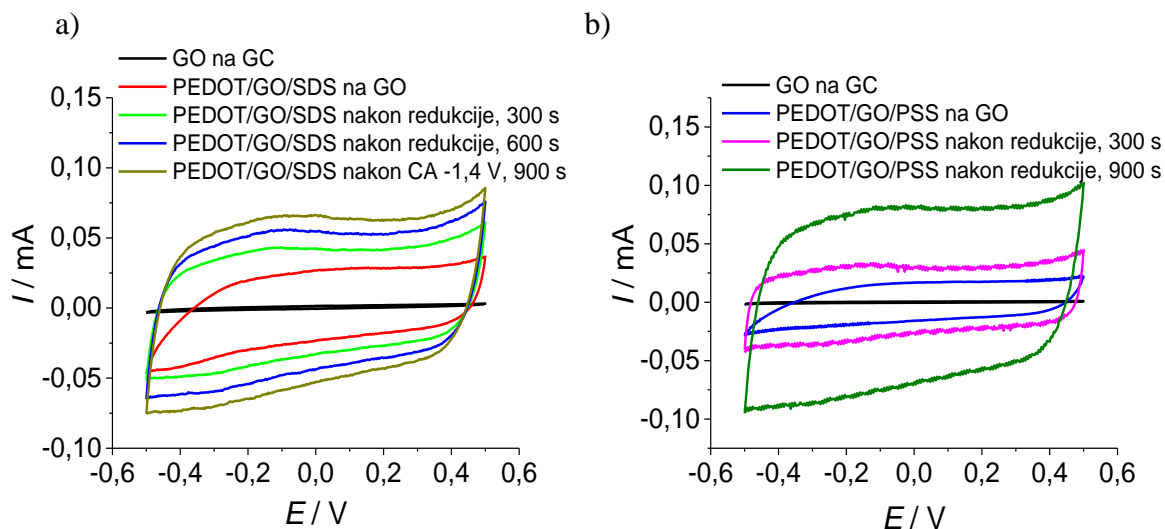 a)
GO na GC
PEDOT/GO/SDS na GO
PEDOT/GO/SDS nakon redukcije, 300 s
PEDOT/GO/SDS nakon redukcije, 600 s
PEDOT/GO/SDS nakon CA -1,4 V, 900 s
0,15
0,10
0,05
0,00
-0,05
-0,10
I / mA
-0,6 -0,4 -0,2 0,0 0,2 0,4 0,6
E / V
b)
GO na GC
PEDOT/GO/PSS na GO
PEDOT/GO/PSS nakon redukcije, 300 s
PEDOT/GO/PSS nakon redukcije, 900 s
0,15
0,10
0,05
0,00
-0,05
-0,10
I / mA
-0,6 -0,4 -0,2 0,0 0,2 0,4 0,6
E / V